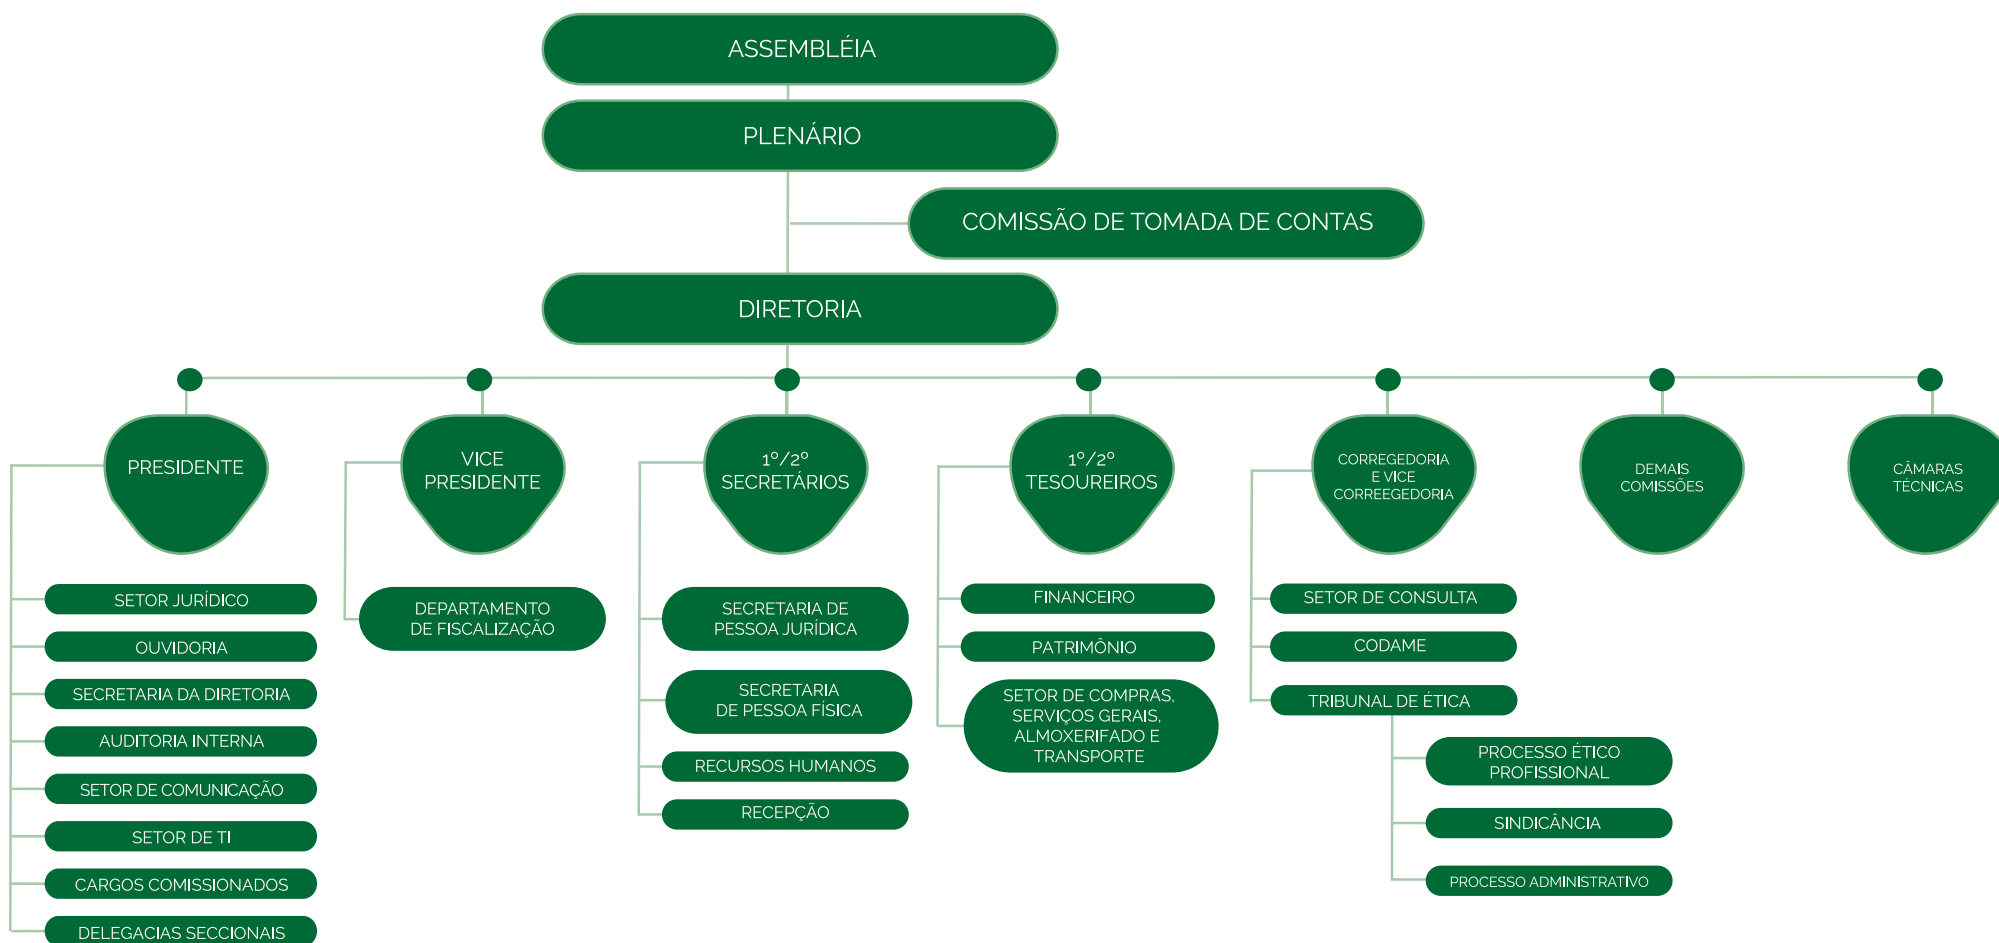 ASSEMBLÉIA
PLENÁRIO
COMISSÃO DE TOMADA DE CONTAS
DIRETORIA
PRESIDENTE
SETOR JURÍDICO
OUVIDORIA
SECRETARIA DA DIRETORIA
AUDITORIA INTERNA
SETOR DE COMUNICAÇÃO
SETOR DE TI
CARGOS COMISSIONADOS
DELEGACIAS SECCIONAIS
VICE
PRESIDENTE
DEPARTAMENTO
DE FISCALIZAÇÃO
1º/2º
SECRETÁRIOS
SECRETARIA DE
PESSOA JURÍDICA
SECRETARIA
DE PESSOA FÍSICA
RECURSOS HUMANOS
RECEPÇÃO
1º/2º
TESOUREIROS
FINANCEIRO
PATRIMÔNIO
SETOR DE COMPRAS,
SERVIÇOS GERAIS,
ALMOXERIFADO E
TRANSPORTE
CORREGEDORIA
E VICE
CORREEGEDORIA
SETOR DE CONSULTA
CODAME
TRIBUNAL DE ÉTICA
PROCESSO ÉTICO
PROFISSIONAL
SINDICÂNCIA
PROCESSO ADMINISTRATIVO
DEMAIS
COMISSÕES
CÂMARAS
TÉCNICAS